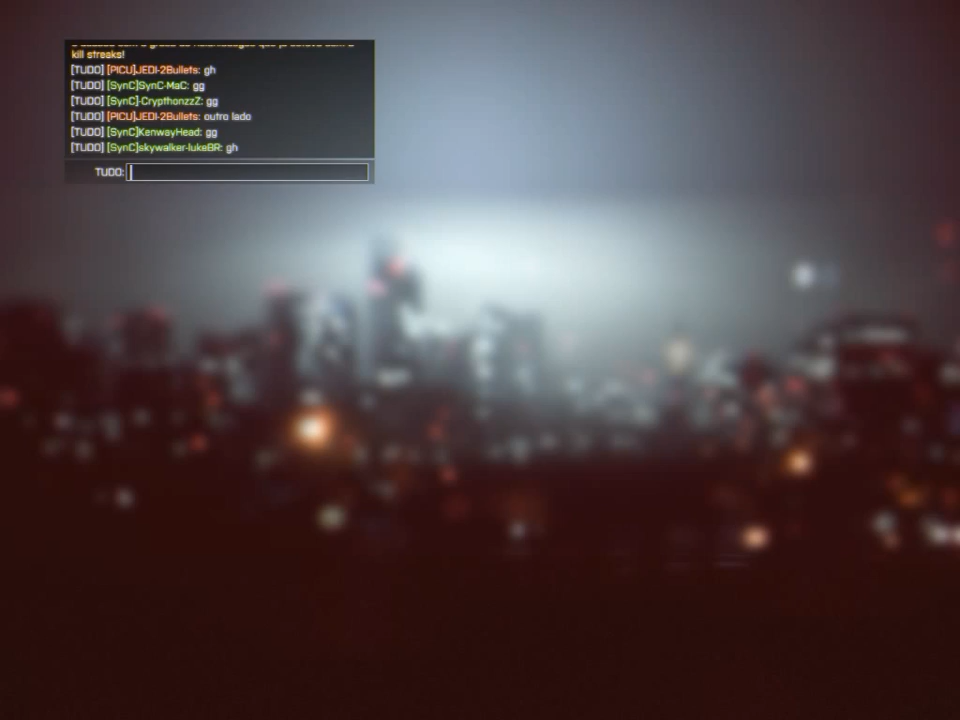 kill streaks!
[TUDO] [PICU]JEDI-2Bullets: gh
[TUDO] [SynC]SynC-MaC: gg
[TUDO] [SynC]-CrypthonzzZ: gg
[TUDO] [PICU]JEDI-2Bullets: outro lado
[TUDO] [SynC]KenwayHead: gg
[TUDO] [SynC]skywalker-lukeBR: gh
TUDO: